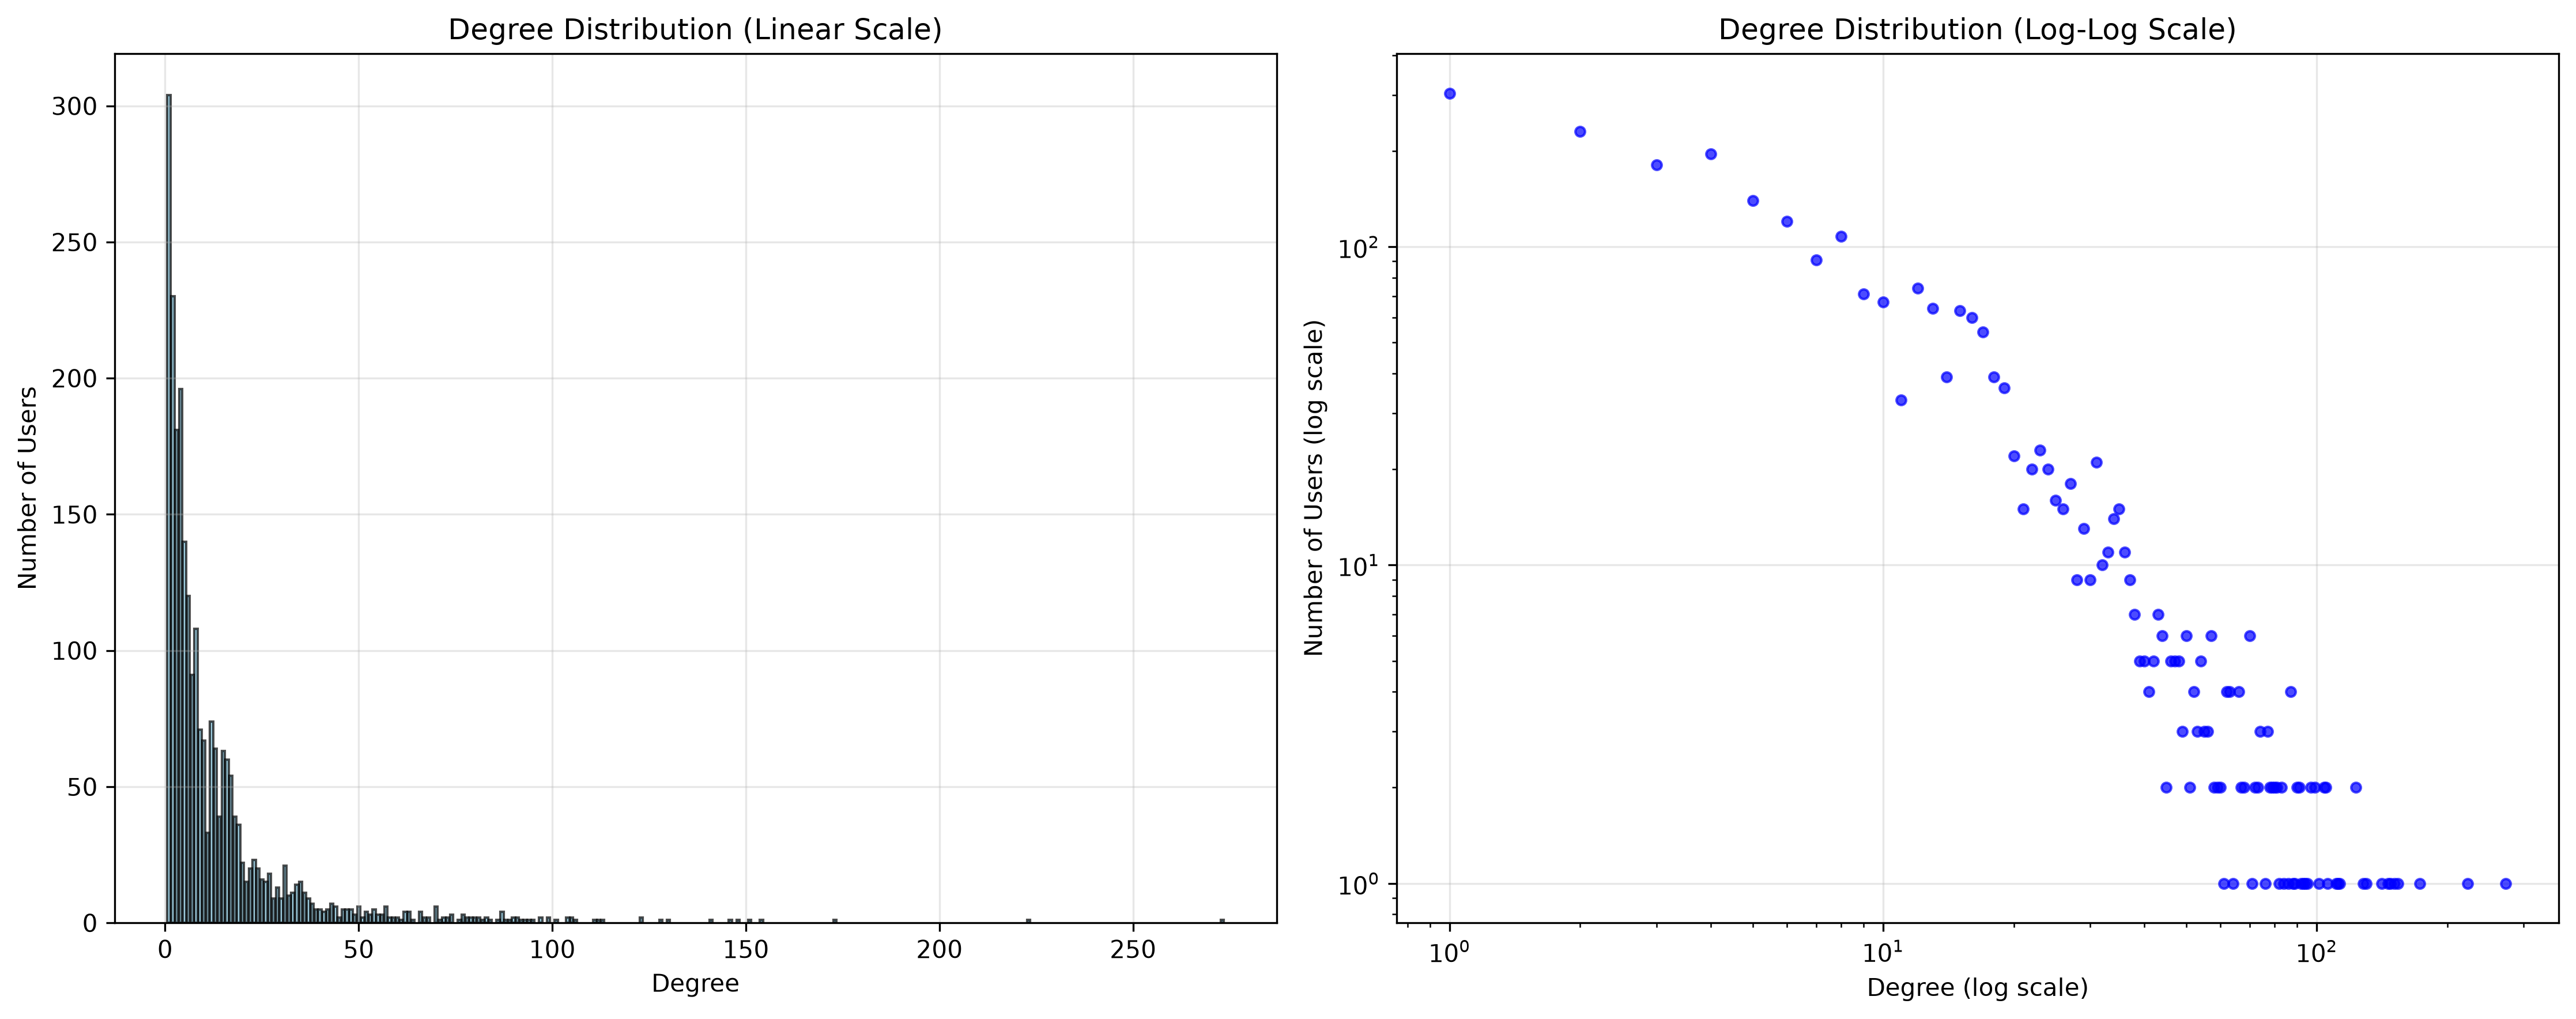 Degree Distribution (Linear Scale)
Number of Users
300
250
200
150
100
50
0
0 50 100 150 200 250
Degree
Degree Distribution (Log-Log Scale)
Number of Users (log scale)
10²
10¹
10⁰
10⁰ 10¹ 10²
Degree (log scale)